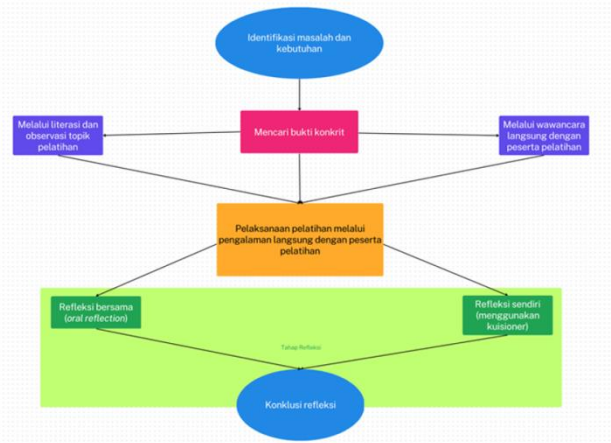 Identifikasi masalah dan
kebutuhan
Melalui literasi dan
observasi topik
pelatihan
Mencari bukti konkrit
Melalui wawancara
langsung dengan
peserta pelatihan
Pelaksanaan pelatihan melalui
pengalaman langsung dengan peserta
pelatihan
Refleksi bersama
(oral reflection)
Refleksi sendiri
(menggunakan
kuisioner)
Tahap Refleksi
Konklusi refleksi